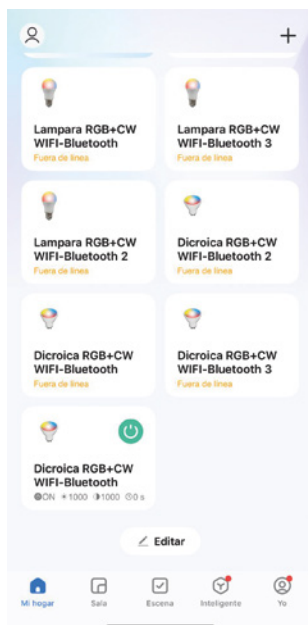 Lampara RGB+CW
WIFI-Bluetooth
Fuera de línea
Lampara RGB+CW
WIFI-Bluetooth 3
Fuera de línea
Lampara RGB+CW
WIFI-Bluetooth 2
Fuera de línea
Dicroica RGB+CW
WIFI-Bluetooth 2
Fuera de línea
Dicroica RGB+CW
WIFI-Bluetooth
Fuera de línea
Dicroica RGB+CW
WIFI-Bluetooth 3
Fuera de línea
Dicroica RGB+CW
WIFI-Bluetooth
ON 1000 1000 0 s
Editar
Mi hogar
Sala
Escena
Inteligente
Yo